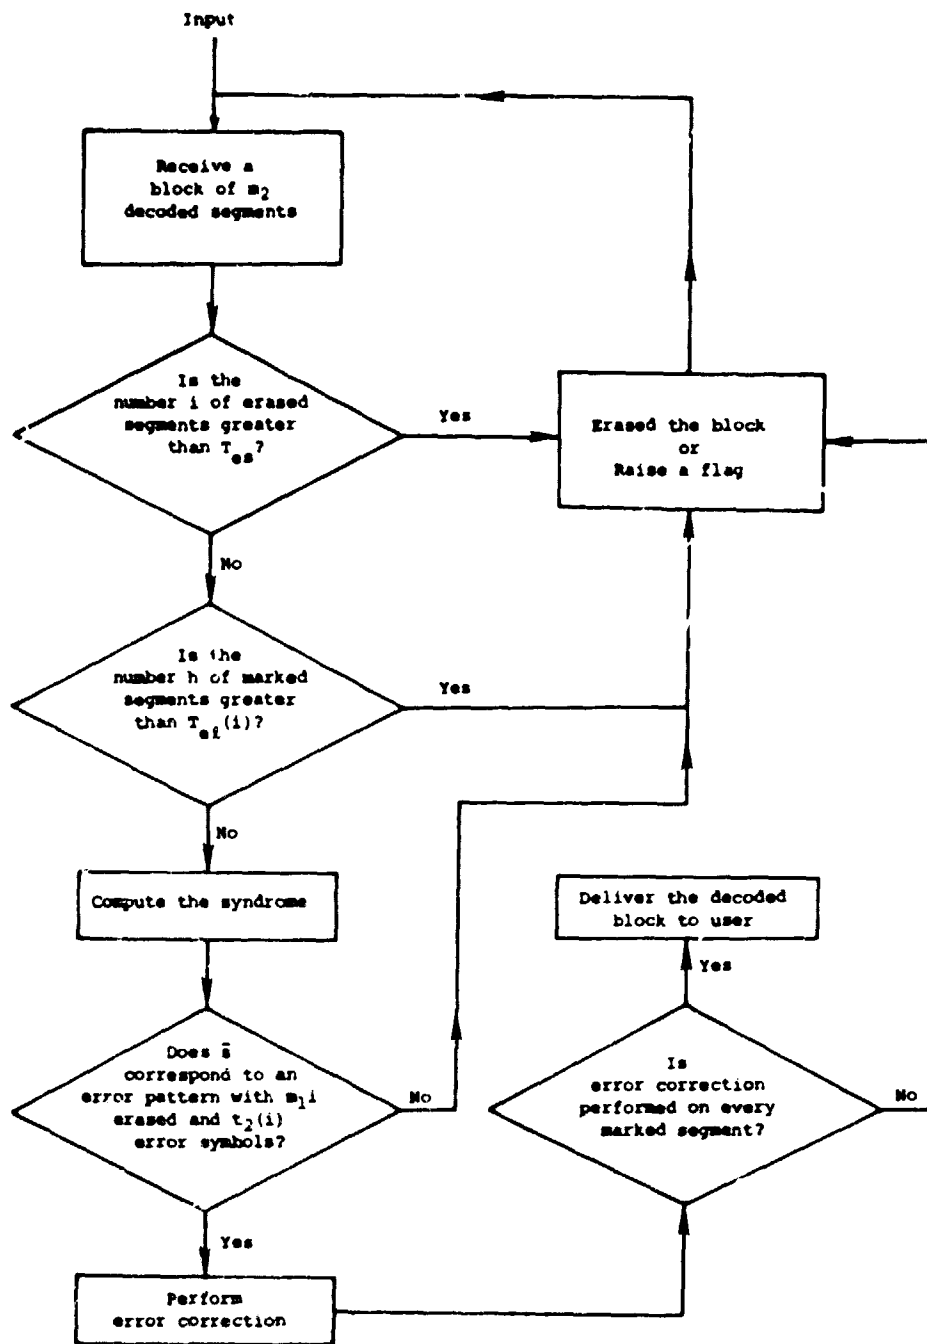 Input
Receive a
block of m₂
decoded segments
Is the
number i of erased
segments greater
than T_es?
Yes
Erased the block
or
Raise a flag
No
Is the
number h of marked
segments greater
than T_el(i)?
Yes
No
Compute the syndrome
Deliver the decoded
block to user
Yes
Does s̄
correspond to an
error pattern with m₁i
erased and t₂(i)
error symbols?
No
Is
error correction
performed on every
marked segment?
No
Yes
Perform
error correction